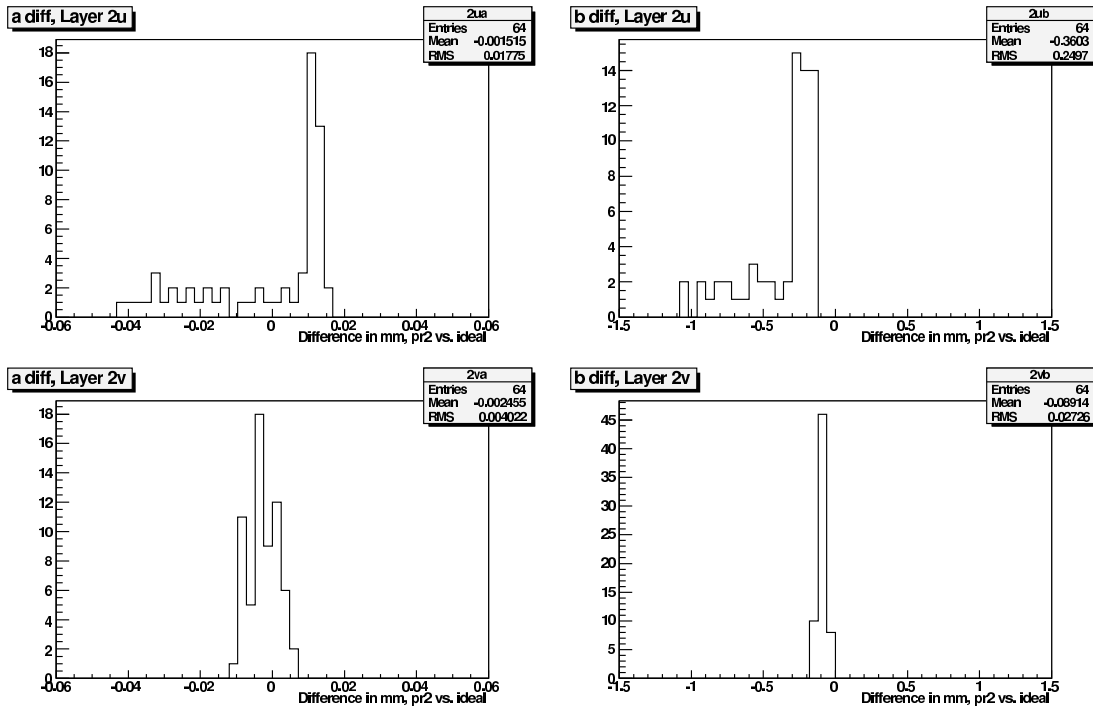 a diff, Layer 2u
2ua
Entries 64
Mean -0.001515
RMS 0.01775
18
16
14
12
10
8
6
4
2
0
-0.06 -0.04 -0.02 0 0.02 0.04 0.06
Difference in mm, pr2 vs. ideal
b diff, Layer 2u
2ub
Entries 64
Mean -0.3603
RMS 0.2497
14
12
10
8
6
4
2
0
-1.5 -1 -0.5 0 0.5 1 1.5
Difference in mm, pr2 vs. ideal
a diff, Layer 2v
2va
Entries 64
Mean -0.002455
RMS 0.004022
18
16
14
12
10
8
6
4
2
0
-0.06 -0.04 -0.02 0 0.02 0.04 0.06
Difference in mm, pr2 vs. ideal
b diff, Layer 2v
2vb
Entries 64
Mean -0.08914
RMS 0.02726
45
40
35
30
25
20
15
10
5
0
-1.5 -1 -0.5 0 0.5 1 1.5
Difference in mm, pr2 vs. ideal